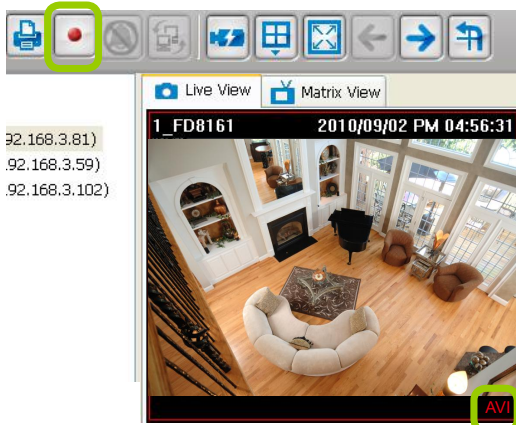 Live View
Matrix View
92.168.3.81)
.92.168.3.59)
.92.168.3.102)
1_FD8161
2010/09/02 PM 04:56:31
AVI